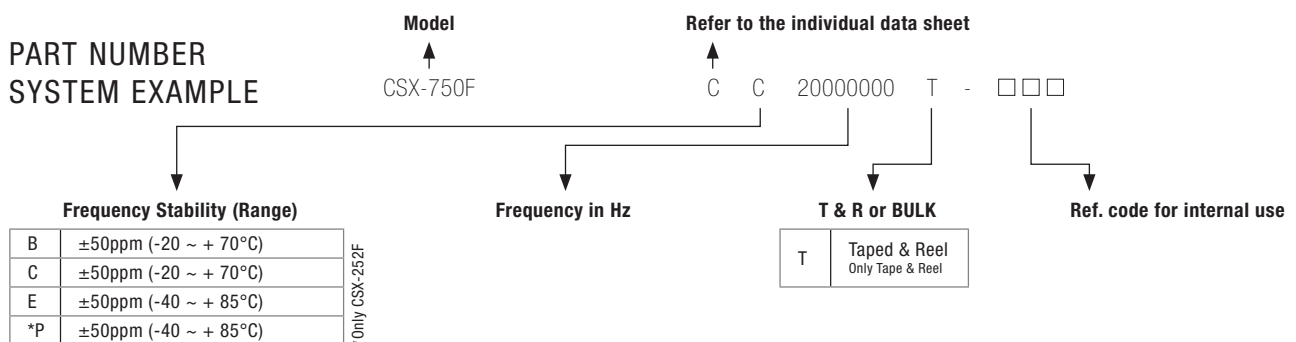 PART NUMBER
SYSTEM EXAMPLE
Model
Refer to the individual data sheet
CSX-750F C C 20000000 T - □□□
Frequency Stability (Range)
Frequency in Hz
T & R or BULK
Ref. code for internal use
B ±50ppm (-20 ~ + 70°C)
C ±50ppm (-20 ~ + 70°C)
E ±50ppm (-40 ~ + 85°C)
*P ±50ppm (-40 ~ + 85°C)
Only CSX-252F
T Taped & Reel
Only Tape & Reel